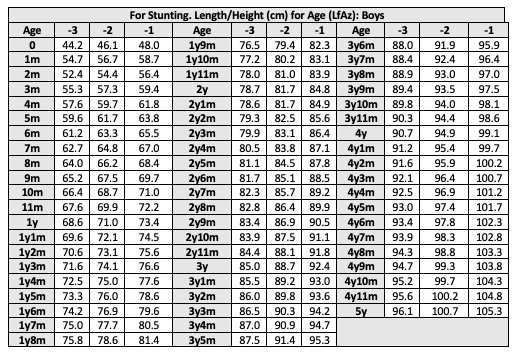 For Stunting. Length/Height (cm) for Age (LfAz): Boys
Age -3 -2 -1 Age -3 -2 -1 Age -3 -2 -1
0 44.2 46.1 48.0 1y9m 76.5 79.4 82.3 3y6m 88.0 91.9 95.9
1m 54.7 56.7 58.7 1y10m 77.2 80.2 83.1 3y7m 88.4 92.4 96.4
2m 52.4 54.4 56.4 1y11m 78.0 81.0 83.9 3y8m 88.9 93.0 97.0
3m 55.3 57.3 59.4 2y 78.7 81.7 84.8 3y9m 89.4 93.5 97.5
4m 57.6 59.7 61.8 2y1m 78.6 81.7 84.9 3y10m 89.8 94.0 98.1
5m 59.6 61.7 63.8 2y2m 79.3 82.5 85.6 3y11m 90.3 94.4 98.6
6m 61.2 63.3 65.5 2y3m 79.9 83.1 86.4 4y 90.7 94.9 99.1
7m 62.7 64.8 67.0 2y4m 80.5 83.8 87.1 4y1m 91.2 95.4 99.7
8m 64.0 66.2 68.4 2y5m 81.1 84.5 87.8 4y2m 91.6 95.9 100.2
9m 65.2 67.5 69.7 2y6m 81.7 85.1 88.5 4y3m 92.1 96.4 100.7
10m 66.4 68.7 71.0 2y7m 82.3 85.7 89.2 4y4m 92.5 96.9 101.2
11m 67.6 69.9 72.2 2y8m 82.8 86.4 89.9 4y5m 93.0 97.4 101.7
1y 68.6 71.0 73.4 2y9m 83.4 86.9 90.5 4y6m 93.4 97.8 102.3
1y1m 69.6 72.1 74.5 2y10m 83.9 87.5 91.1 4y7m 93.9 98.3 102.8
1y2m 70.6 73.1 75.6 2y11m 84.4 88.1 91.8 4y8m 94.3 98.8 103.3
1y3m 71.6 74.1 76.6 3y 85.0 88.7 92.4 4y9m 94.7 99.3 103.8
1y4m 72.5 75.0 77.6 3y1m 85.5 89.2 93.0 4y10m 95.2 99.7 104.3
1y5m 73.3 76.0 78.6 3y2m 86.0 89.8 93.6 4y11m 95.6 100.2 104.8
1y6m 74.2 76.9 79.6 3y3m 86.5 90.3 94.2 5y 96.1 100.7 105.3
1y7m 75.0 77.7 80.5 3y4m 87.0 90.9 94.7
1y8m 75.8 78.6 81.4 3y5m 87.5 91.4 95.3